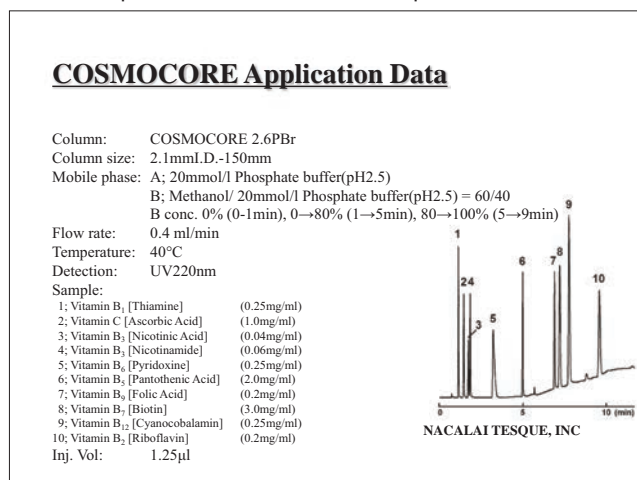 COSMOCORE Application Data
Column: COSMOCORE 2.6PBr
Column size: 2.1mmI.D.-150mm
Mobile phase: A; 20mmol/l Phosphate buffer(pH2.5)
B; Methanol/ 20mmol/l Phosphate buffer(pH2.5) = 60/40
B conc. 0% (0-1min), 0→80% (1→5min), 80→100% (5→9min)
Flow rate: 0.4 ml/min
Temperature: 40°C
Detection: UV220nm
Sample:
1; Vitamin B₁ [Thiamine] (0.25mg/ml)
2; Vitamin C [Ascorbic Acid] (1.0mg/ml)
3; Vitamin B₃ [Nicotinic Acid] (0.04mg/ml)
4; Vitamin B₃ [Nicotinamide] (0.06mg/ml)
5; Vitamin B₆ [Pyridoxine] (0.25mg/ml)
6; Vitamin B₅ [Pantothenic Acid] (2.0mg/ml)
7; Vitamin B₉ [Folic Acid] (0.2mg/ml)
8; Vitamin B₇ [Biotin] (3.0mg/ml)
9; Vitamin B₁₂ [Cyanocobalamin] (0.25mg/ml)
10; Vitamin B₂ [Riboflavin] (0.2mg/ml)
Inj. Vol: 1.25µl
1
2 4
3
5
6
7
8
9
10
0 5 10 (min)
NACALAI TESQUE, INC